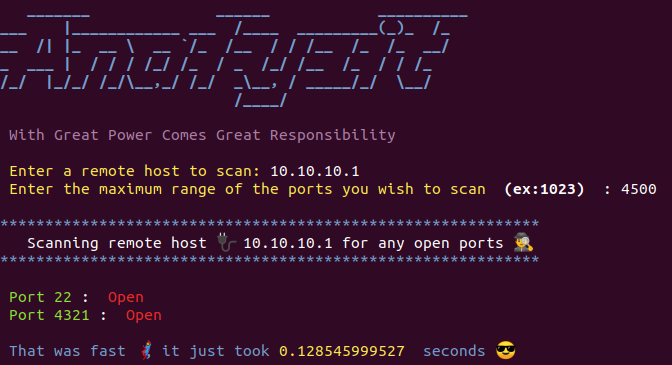 With Great Power Comes Great Responsibility
Enter a remote host to scan: 10.10.10.1
Enter the maximum range of the ports you wish to scan (ex:1023) : 4500
************************************************************
Scanning remote host 🔌 10.10.10.1 for any open ports 🕵
************************************************************
Port 22 : Open
Port 4321 : Open
That was fast 🦸 it just took 0.128545999527 seconds 😎